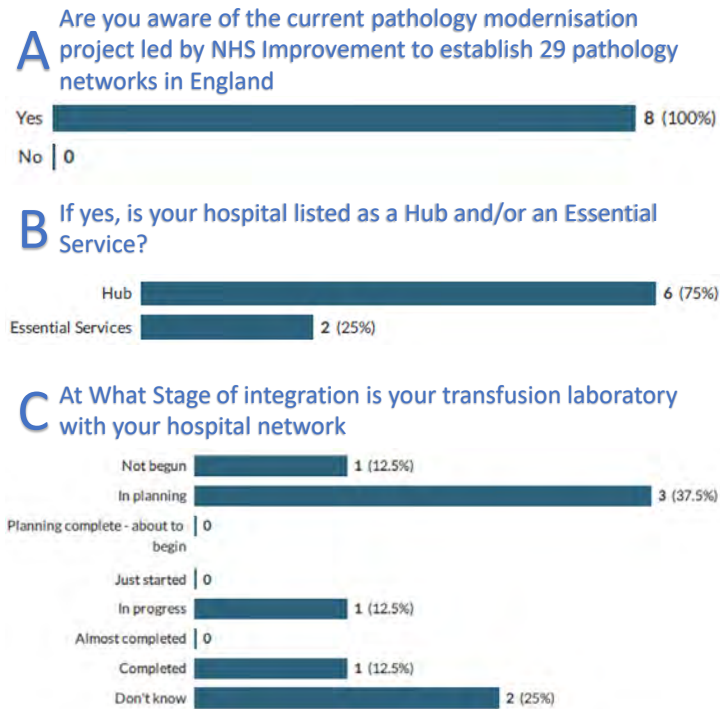 A
Are you aware of the current pathology modernisation
project led by NHS Improvement to establish 29 pathology
networks in England
Yes 8 (100%)
No 0
B
If yes, is your hospital listed as a Hub and/or an Essential
Service?
Hub 6 (75%)
Essential Services 2 (25%)
C
At What Stage of integration is your transfusion laboratory
with your hospital network
Not begun 1 (12.5%)
In planning 3 (37.5%)
Planning complete - about to 0
begin
Just started 0
In progress 1 (12.5%)
Almost completed 0
Completed 1 (12.5%)
Don't know 2 (25%)